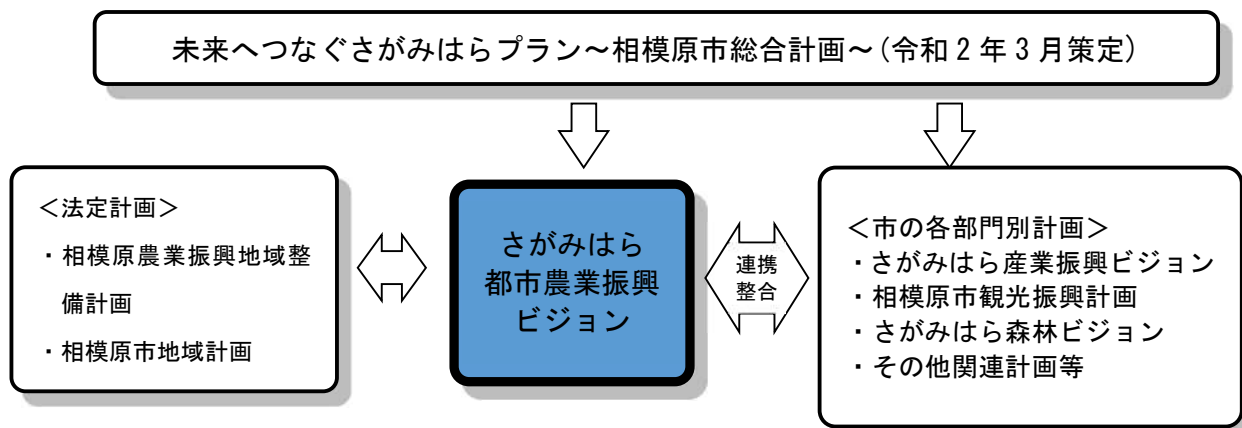 未来へつなぐさがみはらプラン～相模原市総合計画～(令和2年3月策定)
＜法定計画＞
・相模原農業振興地域整
備計画
・相模原市地域計画
さがみはら
都市農業振興
ビジョン
連携
整合
＜市の各部門別計画＞
・さがみはら産業振興ビジョン
・相模原市観光振興計画
・さがみはら森林ビジョン
・その他関連計画等